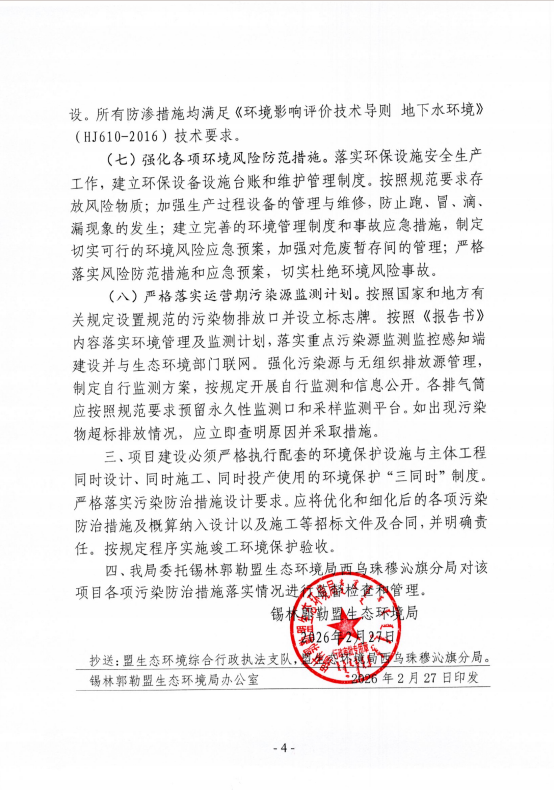 设。所有防渗措施均满足《环境影响评价技术导则 地下水环境》
（HJ610-2016）技术要求。
（七）强化各项环境风险防范措施。落实环保设施安全生产
工作，建立环保设备设施台账和维护管理制度。按照规范要求存
放风险物质；加强生产过程设备的管理与维修，防止跑、冒、滴、
漏现象的发生；建立完善的环境管理制度和事故应急措施，制定
切实可行的环境风险应急预案，加强对危废暂存间的管理；严格
落实风险防范措施和应急预案，切实杜绝环境风险事故。
（八）严格落实运营期污染源监测计划。按照国家和地方有
关规定设置规范的污染物排放口并设立标志牌。按照《报告书》
内容落实环境管理及监测计划，落实重点污染源监测监控感知端
建设并与生态环境部门联网。强化污染源与无组织排放源管理，
制定自行监测方案，按规定开展自行监测和信息公开。各排气筒
应按照规范要求预留永久性监测口和采样监测平台。如出现污染
物超标排放情况，应立即查明原因并采取措施。
三、项目建设必须严格执行配套的环境保护设施与主体工程
同时设计、同时施工、同时投产使用的环境保护“三同时”制度。
严格落实污染防治措施设计要求。应将优化和细化后的各项污染
防治措施及概算纳入设计以及施工等招标文件及合同，并明确责
任。按规定程序实施竣工环境保护验收。
四、我局委托锡林郭勒盟生态环境局西乌珠穆沁旗分局对该
项目各项污染防治措施落实情况进行监督检查和管理。
锡林郭勒盟生态环境局
2026年2月27日
抄送：盟生态环境综合行政执法支队，盟生态环境局西乌珠穆沁旗分局。
锡林郭勒盟生态环境局办公室 2026 年 2 月 27 日印发
- 4 -